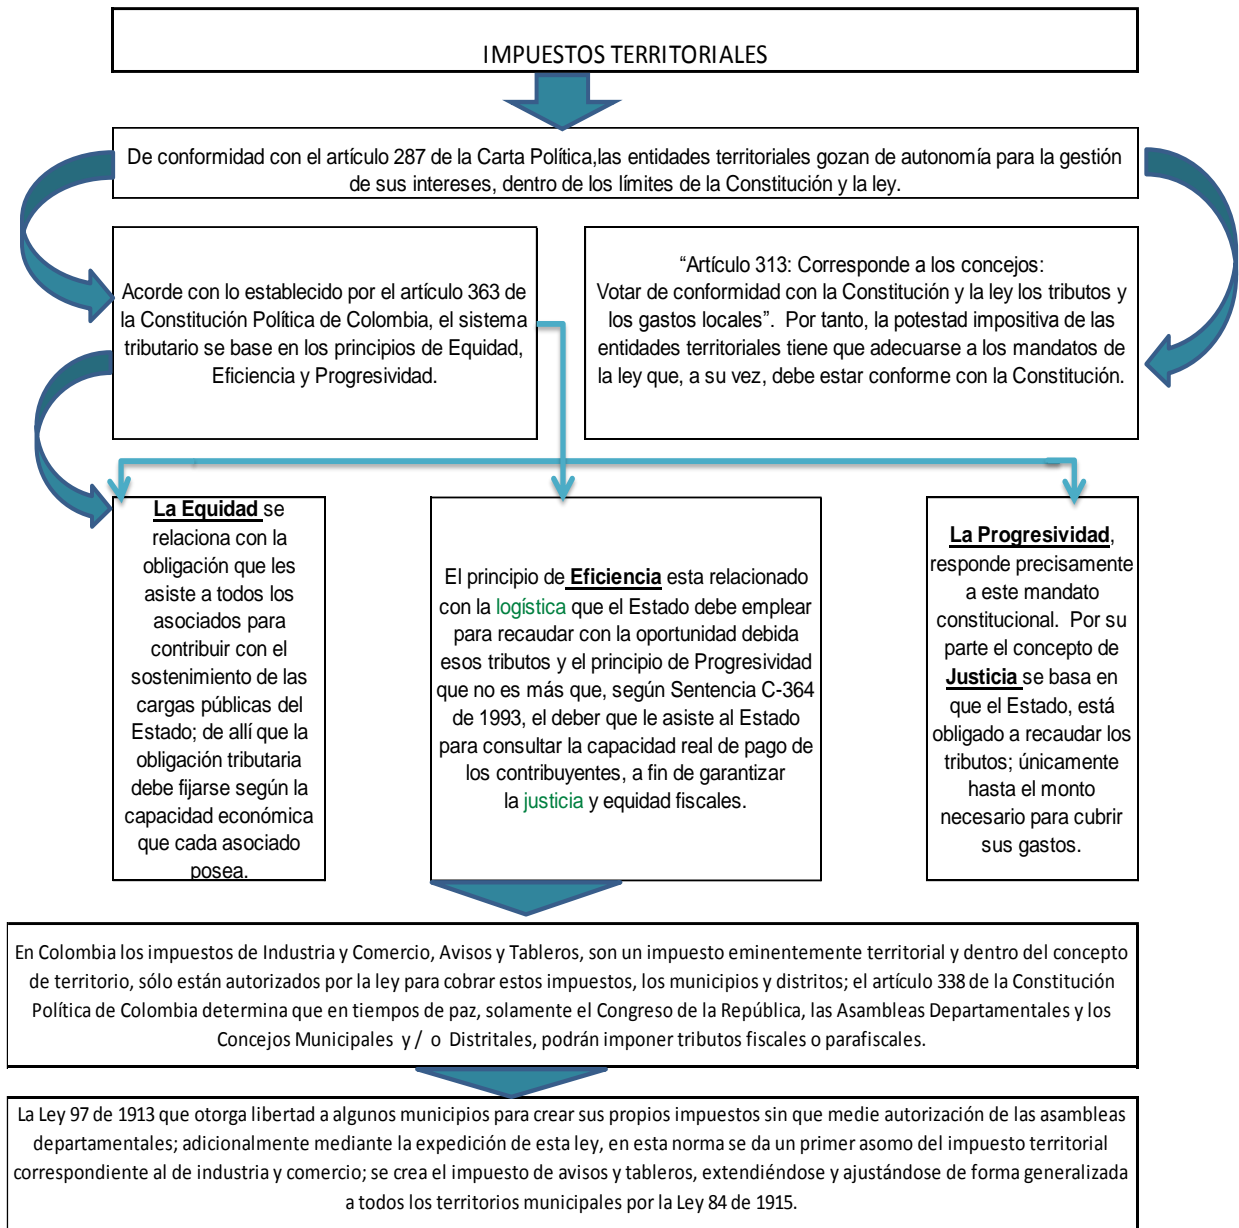 IMPUESTOS TERRITORIALES
De conformidad con el artículo 287 de la Carta Política,las entidades territoriales gozan de autonomía para la gestión
de sus intereses, dentro de los límites de la Constitución y la ley.
Acorde con lo establecido por el artículo 363 de
la Constitución Política de Colombia, el sistema
tributario se base en los principios de Equidad,
Eficiencia y Progresividad.
“Artículo 313: Corresponde a los concejos:
Votar de conformidad con la Constitución y la ley los tributos y
los gastos locales”. Por tanto, la potestad impositiva de las
entidades territoriales tiene que adecuarse a los mandatos de
la ley que, a su vez, debe estar conforme con la Constitución.
La Equidad se
relaciona con la
obligación que les
asiste a todos los
asociados para
contribuir con el
sostenimiento de las
cargas públicas del
Estado; de allí que la
obligación tributaria
debe fijarse según la
capacidad económica
que cada asociado
posea.
El principio de Eficiencia esta relacionado
con la logística que el Estado debe emplear
para recaudar con la oportunidad debida
esos tributos y el principio de Progresividad
que no es más que, según Sentencia C-364
de 1993, el deber que le asiste al Estado
para consultar la capacidad real de pago de
los contribuyentes, a fin de garantizar
la justicia y equidad fiscales.
La Progresividad,
responde precisamente
a este mandato
constitucional. Por su
parte el concepto de
Justicia se basa en
que el Estado, está
obligado a recaudar los
tributos; únicamente
hasta el monto
necesario para cubrir
sus gastos.
En Colombia los impuestos de Industria y Comercio, Avisos y Tableros, son un impuesto eminentemente territorial y dentro del concepto
de territorio, sólo están autorizados por la ley para cobrar estos impuestos, los municipios y distritos; el artículo 338 de la Constitución
Política de Colombia determina que en tiempos de paz, solamente el Congreso de la República, las Asambleas Departamentales y los
Concejos Municipales y / o Distritales, podrán imponer tributos fiscales o parafiscales.
La Ley 97 de 1913 que otorga libertad a algunos municipios para crear sus propios impuestos sin que medie autorización de las asambleas
departamentales; adicionalmente mediante la expedición de esta ley, en esta norma se da un primer asomo del impuesto territorial
correspondiente al de industria y comercio; se crea el impuesto de avisos y tableros, extendiéndose y ajustándose de forma generalizada
a todos los territorios municipales por la Ley 84 de 1915.